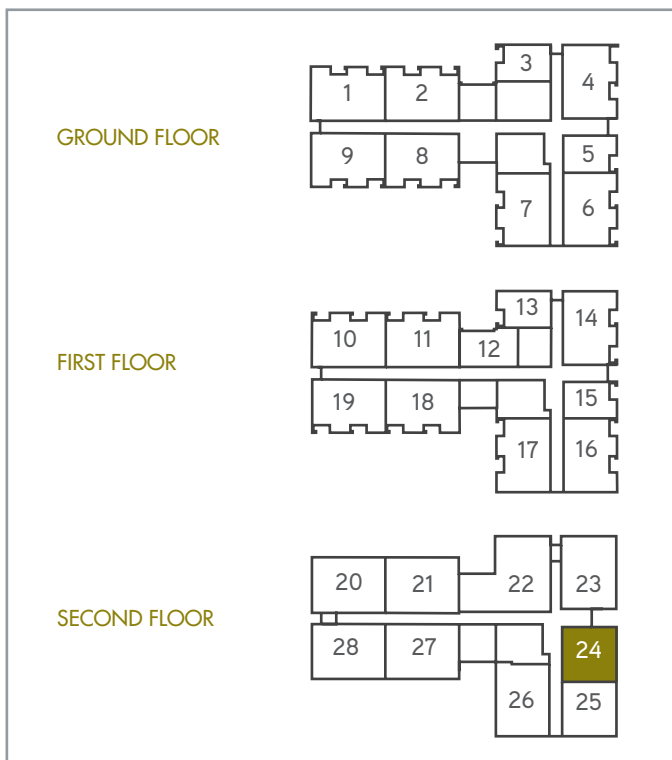 GROUND FLOOR
1 2 3 4
9 8 7 6 5
FIRST FLOOR
10 11 12 13 14
19 18 17 16 15
SECOND FLOOR
20 21 22 23
28 27 26 25 24